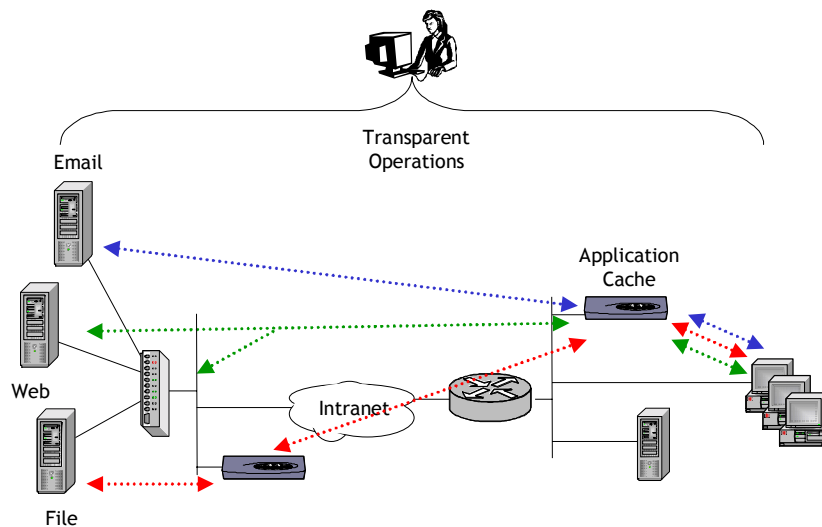 Transparent
Operations
Email
Application
Cache
Web
Intranet
File